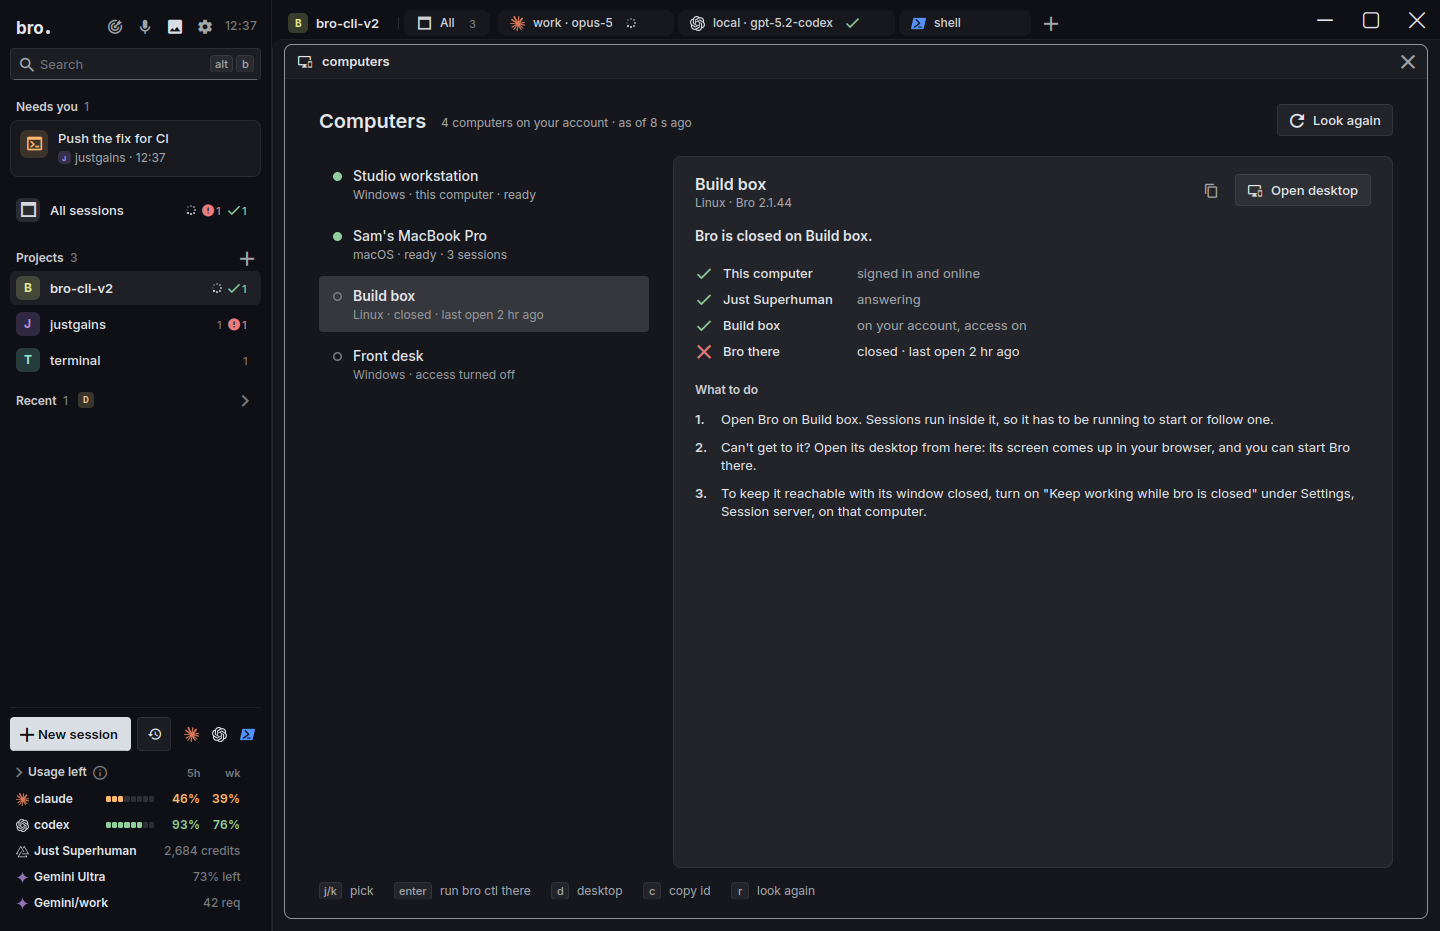 bro.
12:37
Search
alt b
Needs you 1
Push the fix for CI
J justgains · 12:37
All sessions
1 1
Projects 3
B bro-cli-v2
1
J justgains
1 1
T terminal
1
Recent 1 D
New session
Usage left 5h wk
claude 46% 39%
codex 93% 76%
Just Superhuman 2,684 credits
Gemini Ultra 73% left
Gemini/work 42 req
B bro-cli-v2
All 3
work · opus-5
local · gpt-5.2-codex
shell
computers
Computers 4 computers on your account · as of 8 s ago
Look again
Studio workstation
Windows · this computer · ready
Sam's MacBook Pro
macOS · ready · 3 sessions
Build box
Linux · closed · last open 2 hr ago
Front desk
Windows · access turned off
Build box
Linux · Bro 2.1.44
Open desktop
Bro is closed on Build box.
This computer signed in and online
Just Superhuman answering
Build box on your account, access on
Bro there closed · last open 2 hr ago
What to do
1. Open Bro on Build box. Sessions run inside it, so it has to be running to start or follow one.
2. Can't get to it? Open its desktop from here: its screen comes up in your browser, and you can start Bro
there.
3. To keep it reachable with its window closed, turn on "Keep working while bro is closed" under Settings,
Session server, on that computer.
j/k pick enter run bro ctl there d desktop c copy id r look again